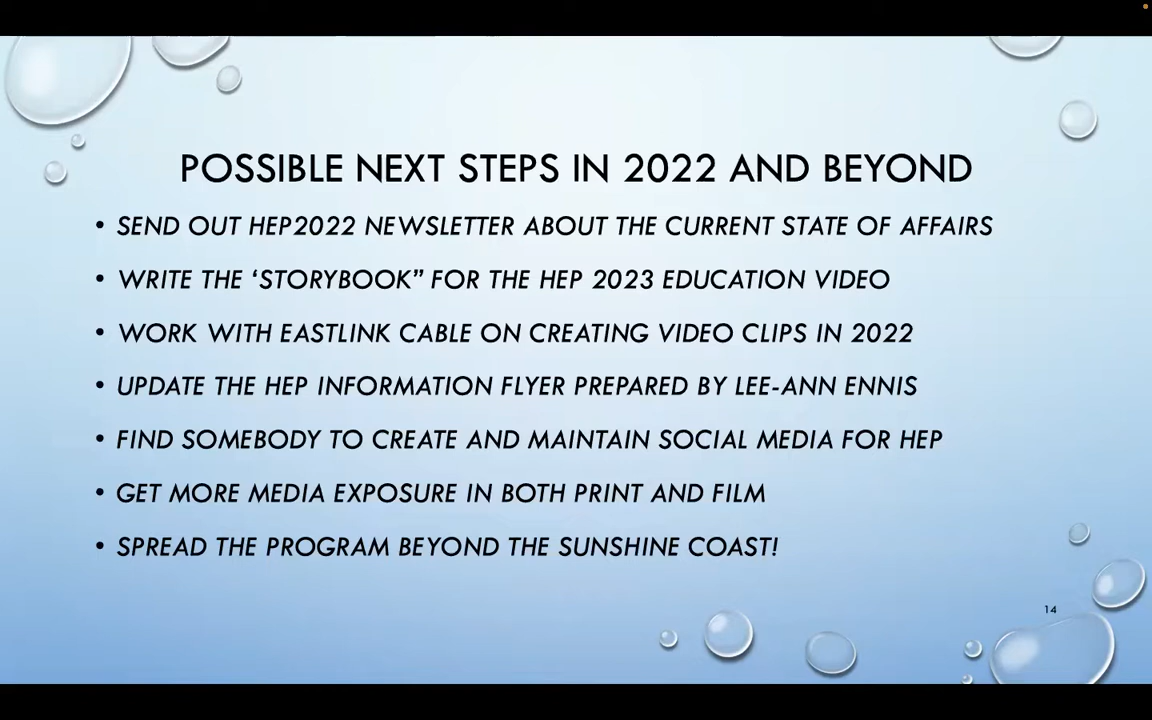 POSSIBLE NEXT STEPS IN 2022 AND BEYOND
• SEND OUT HEP2022 NEWSLETTER ABOUT THE CURRENT STATE OF AFFAIRS
• WRITE THE ‘STORYBOOK” FOR THE HEP 2023 EDUCATION VIDEO
• WORK WITH EASTLINK CABLE ON CREATING VIDEO CLIPS IN 2022
• UPDATE THE HEP INFORMATION FLYER PREPARED BY LEE-ANN ENNIS
• FIND SOMEBODY TO CREATE AND MAINTAIN SOCIAL MEDIA FOR HEP
• GET MORE MEDIA EXPOSURE IN BOTH PRINT AND FILM
• SPREAD THE PROGRAM BEYOND THE SUNSHINE COAST!
14